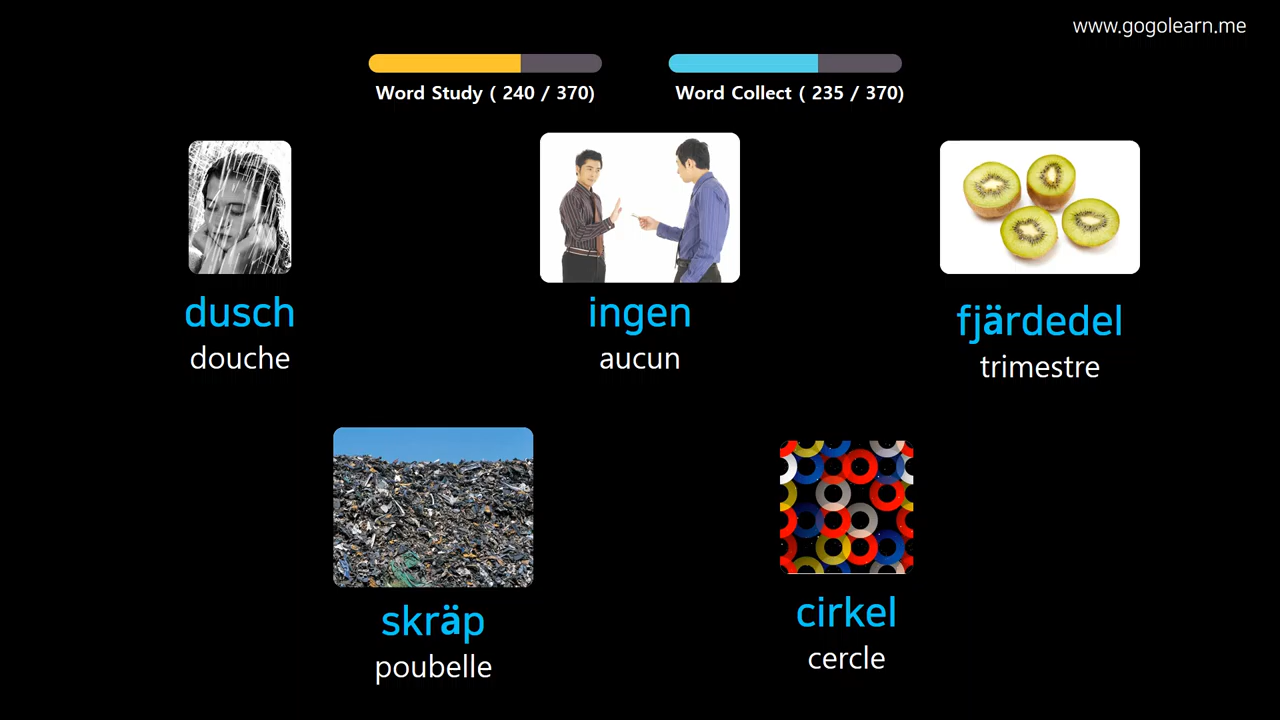 www.gogolearn.me
Word Study ( 240 / 370)
Word Collect ( 235 / 370)
dusch
douche
ingen
aucun
fjärdedel
trimestre
skräp
poubelle
cirkel
cercle